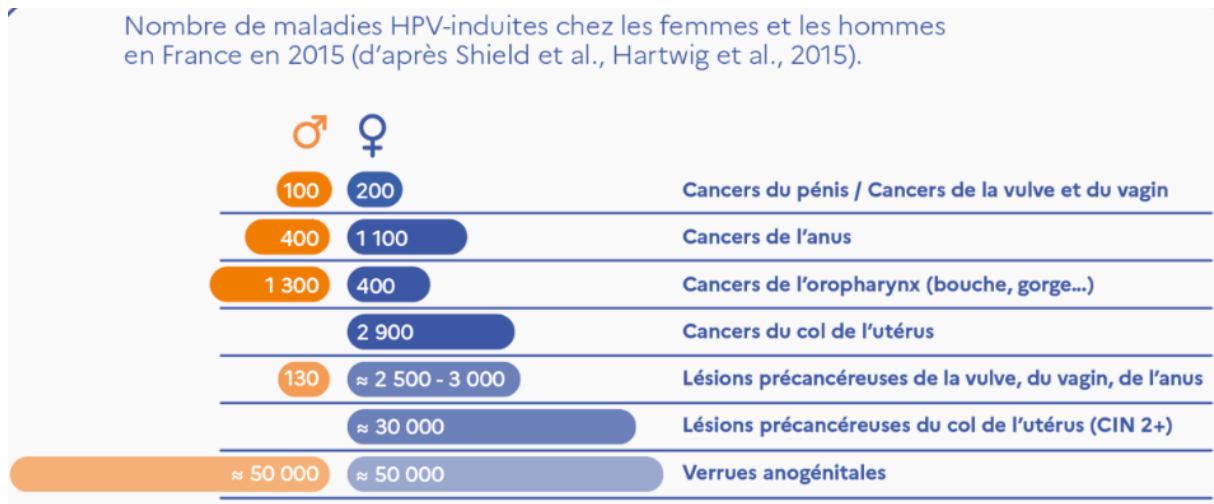 Nombre de maladies HPV-induites chez les femmes et les hommes
en France en 2015 (d'après Shield et al., Hartwig et al., 2015).
100 200 Cancers du pénis / Cancers de la vulve et du vagin
400 1 100 Cancers de l'anus
1 300 400 Cancers de l'oropharynx (bouche, gorge...)
2 900 Cancers du col de l'utérus
130 ≈ 2 500 - 3 000 Lésions précancéreuses de la vulve, du vagin, de l'anus
≈ 30 000 Lésions précancéreuses du col de l'utérus (CIN 2+)
≈ 50 000 ≈ 50 000 Verrues anogénitales